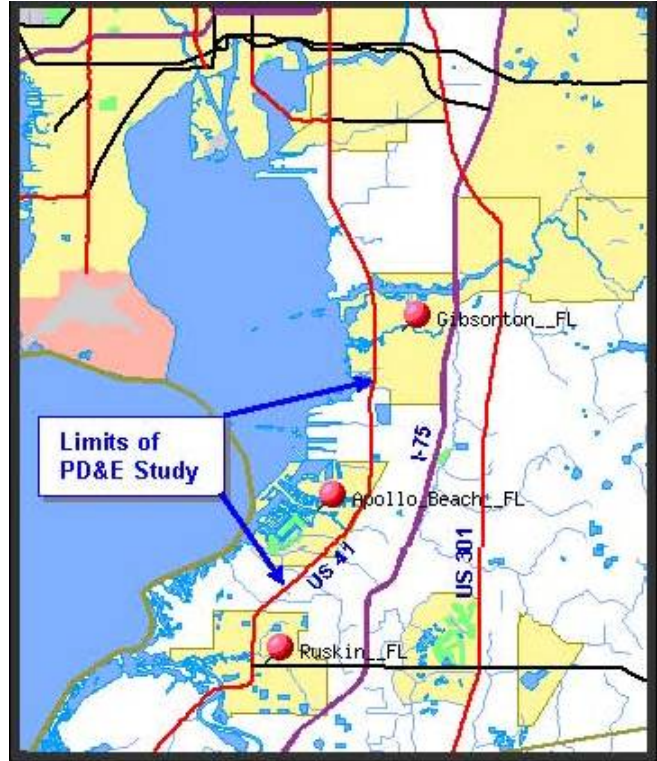 Gibsonton__FL
Limits of
PD&E Study
I-75
Apollo_Beach__FL
US 41
US 301
Ruskin__FL